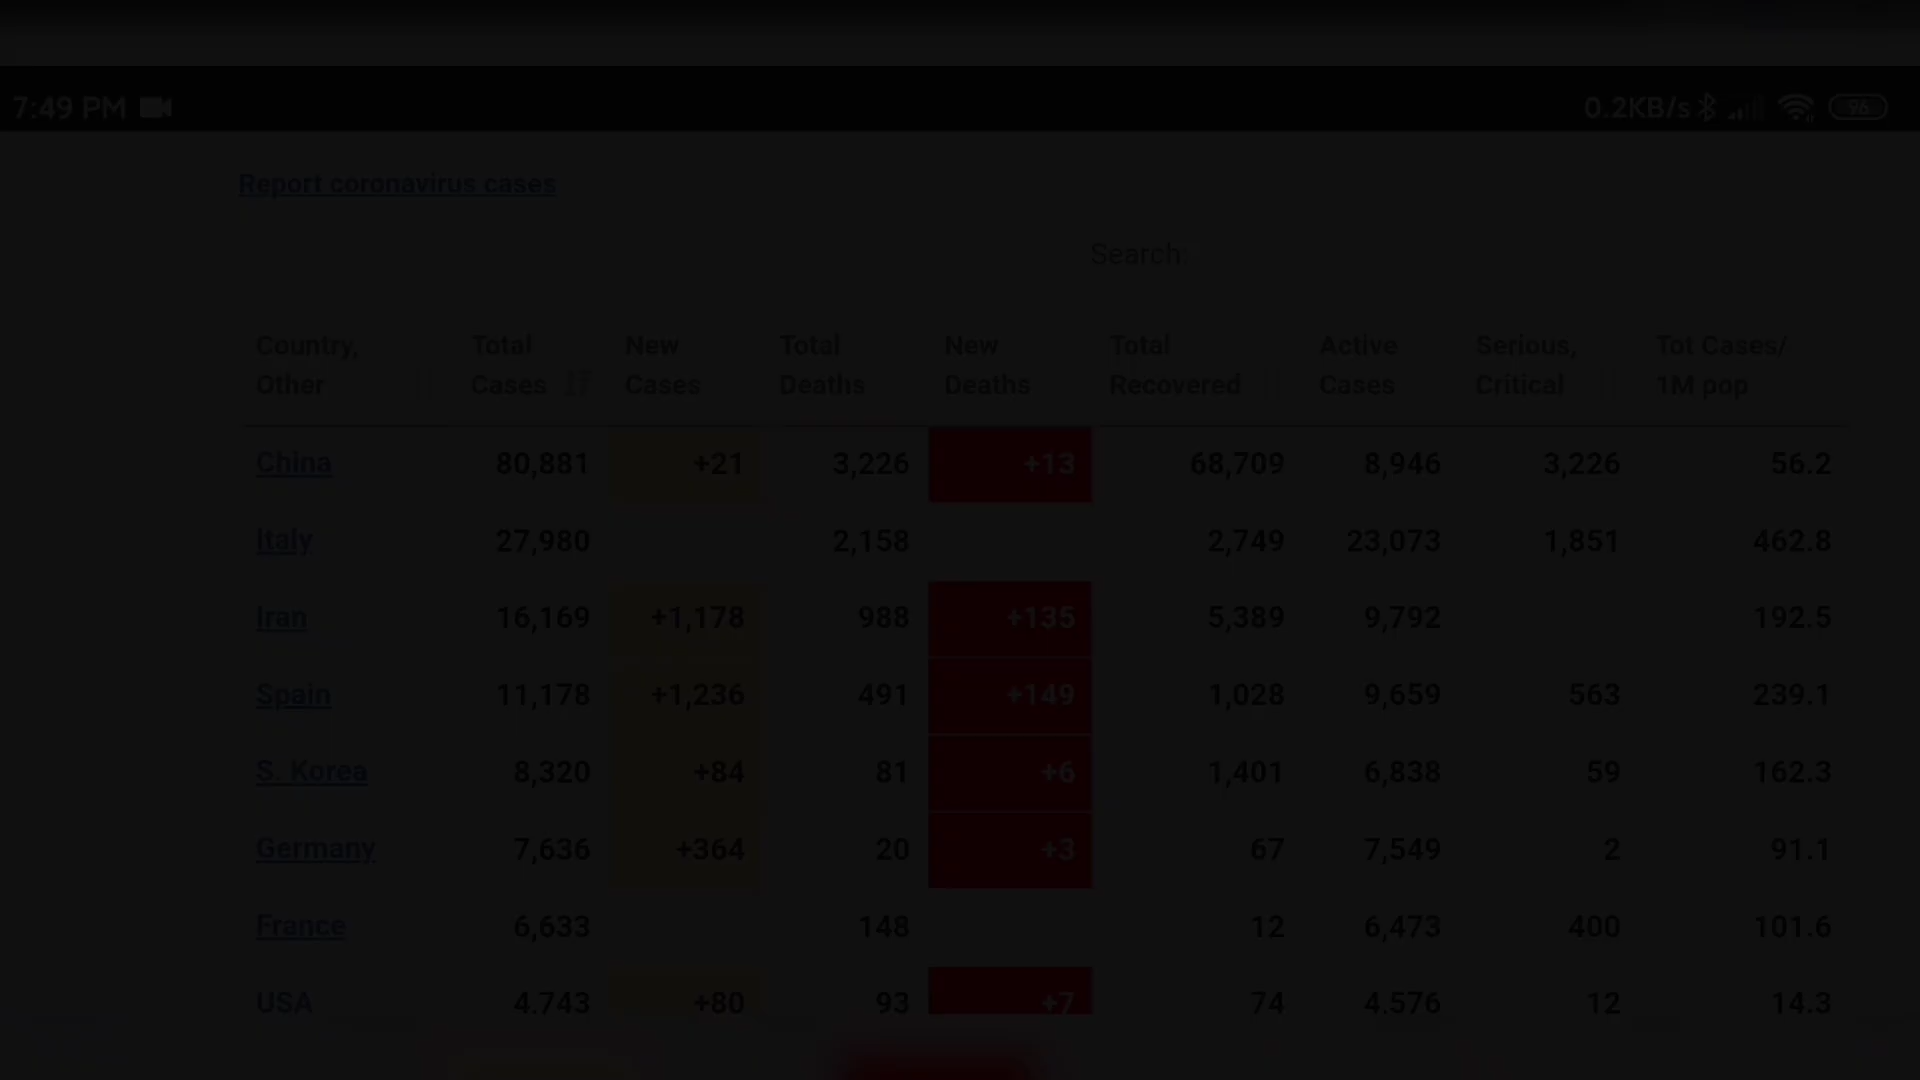 7:49 PM 0.2KB/s 96
Report coronavirus cases
Search:
Country, Other Total Cases New Cases Total Deaths New Deaths Total Recovered Active Cases Serious, Critical Tot Cases/ 1M pop
China 80,881 +21 3,226 +13 68,709 8,946 3,226 56.2
Italy 27,980 2,158 2,749 23,073 1,851 462.8
Iran 16,169 +1,178 988 +135 5,389 9,792 192.5
Spain 11,178 +1,236 491 +149 1,028 9,659 563 239.1
S. Korea 8,320 +84 81 +6 1,401 6,838 59 162.3
Germany 7,636 +364 20 +3 67 7,549 2 91.1
France 6,633 148 12 6,473 400 101.6
USA 4,743 +80 93 +7 74 4,576 12 14.3